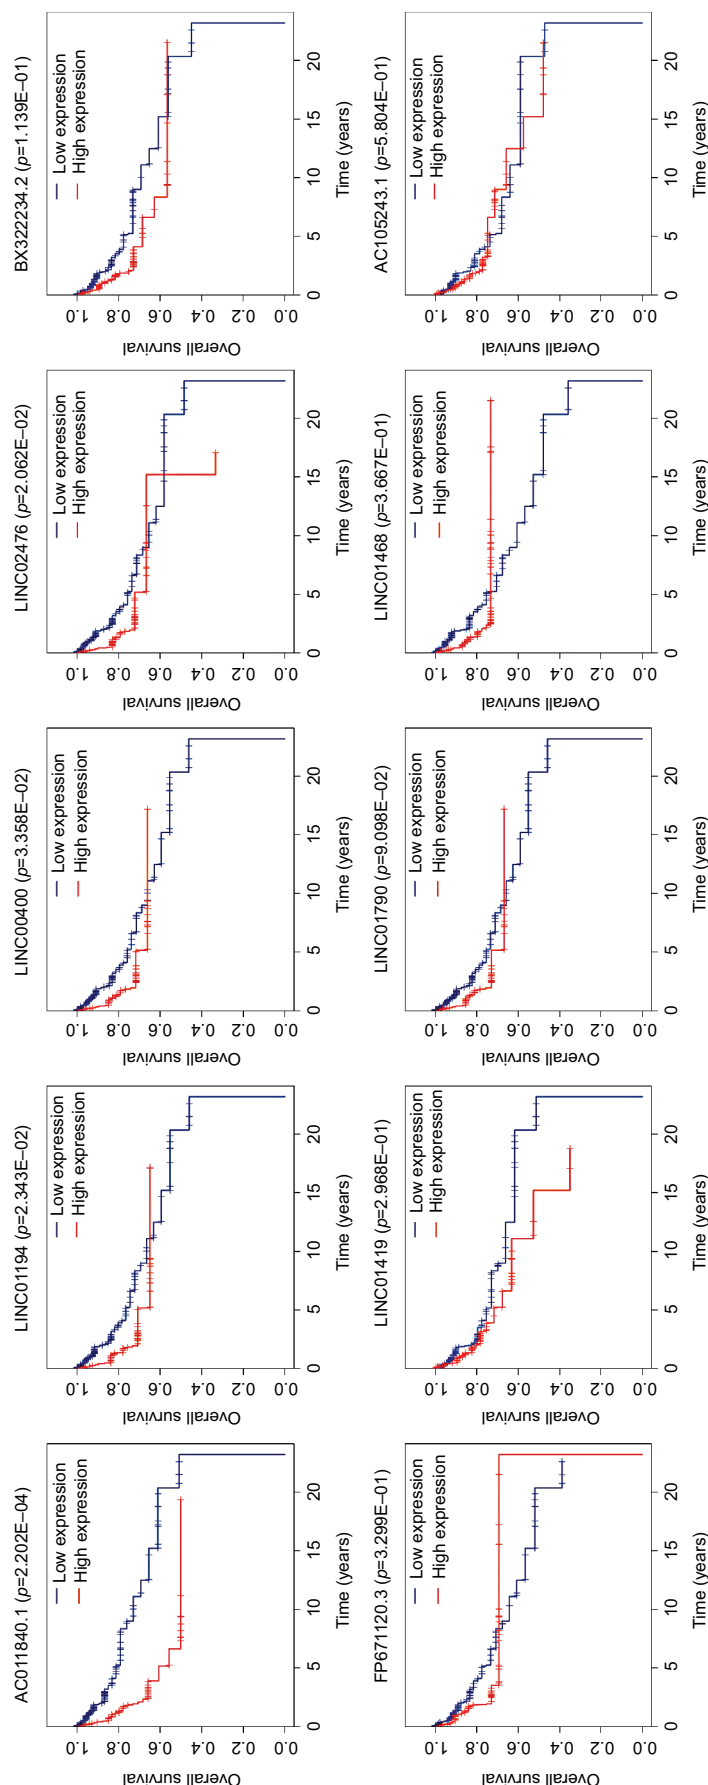 AC011840.1 (p=2.202E–04)
Low expression
High expression
Overall survival
1.0
0.8
0.6
0.4
0.2
0.0
0
5
10
15
20
Time (years)
LINC01194 (p=2.343E–02)
Low expression
High expression
Overall survival
1.0
0.8
0.6
0.4
0.2
0.0
0
5
10
15
20
Time (years)
LINC00400 (p=3.358E–02)
Low expression
High expression
Overall survival
1.0
0.8
0.6
0.4
0.2
0.0
0
5
10
15
20
Time (years)
LINC02476 (p=2.062E–02)
Low expression
High expression
Overall survival
1.0
0.8
0.6
0.4
0.2
0.0
0
5
10
15
20
Time (years)
BX322234.2 (p=1.139E–01)
Low expression
High expression
Overall survival
1.0
0.8
0.6
0.4
0.2
0.0
0
5
10
15
20
Time (years)
FP671120.3 (p=3.299E–01)
Low expression
High expression
Overall survival
1.0
0.8
0.6
0.4
0.2
0.0
0
5
10
15
20
Time (years)
LINC01419 (p=2.968E–01)
Low expression
High expression
Overall survival
1.0
0.8
0.6
0.4
0.2
0.0
0
5
10
15
20
Time (years)
LINC01790 (p=9.098E–02)
Low expression
High expression
Overall survival
1.0
0.8
0.6
0.4
0.2
0.0
0
5
10
15
20
Time (years)
LINC01468 (p=3.667E–01)
Low expression
High expression
Overall survival
1.0
0.8
0.6
0.4
0.2
0.0
0
5
10
15
20
Time (years)
AC105243.1 (p=5.804E–01)
Low expression
High expression
Overall survival
1.0
0.8
0.6
0.4
0.2
0.0
0
5
10
15
20
Time (years)